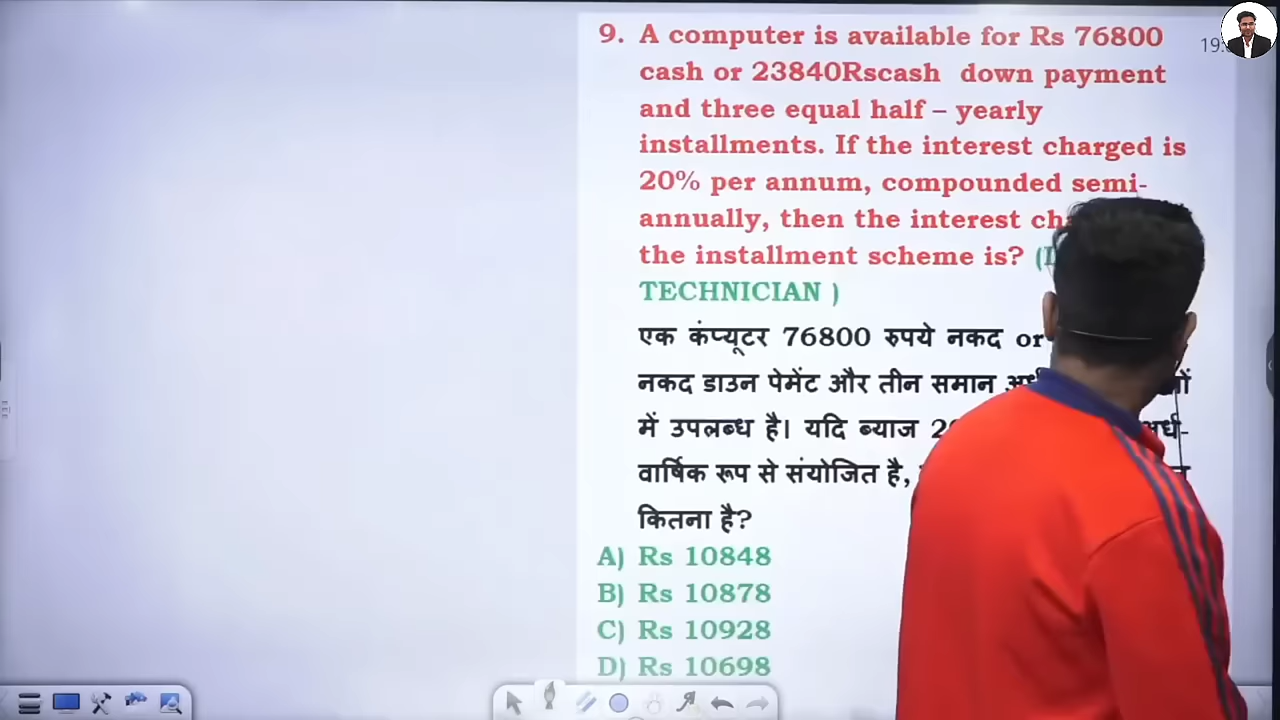 9. A computer is available for Rs 76800
19:
cash or 23840Rscash down payment
and three equal half – yearly
installments. If the interest charged is
20% per annum, compounded semi-
annually, then the interest
the installment scheme is?
TECHNICIAN )
एक कंप्यूटर 76800 रुपये नकद or
नकद डाउन पेमेंट और तीन समान
में उपलब्ध है। यदि ब्याज
वार्षिक रूप से संयोजित है,
कितना है?
A) Rs 10848
B) Rs 10878
C) Rs 10928
D) Rs 10698